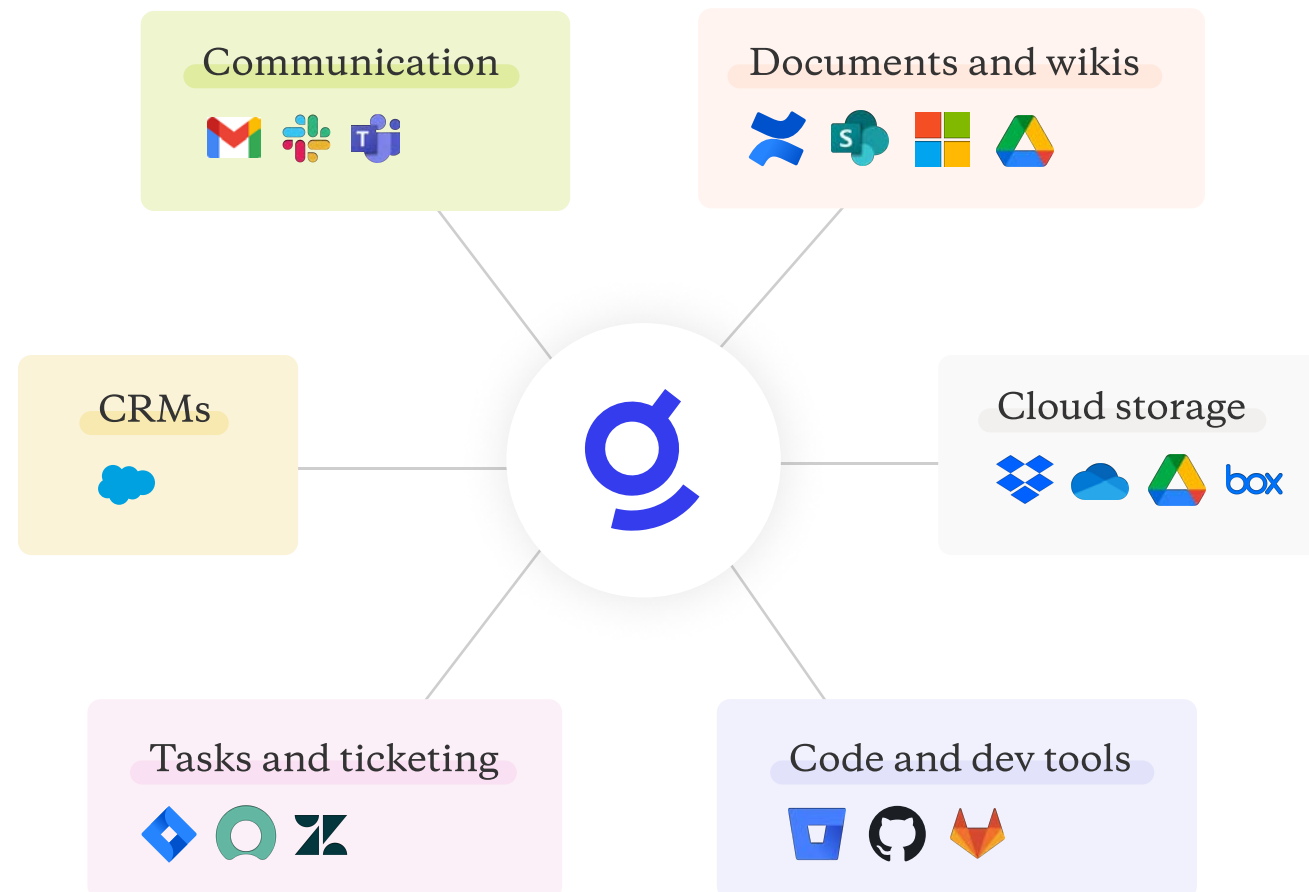 Communication
Documents and wikis
T
S
CRMs
Cloud storage
box
Tasks and ticketing
Code and dev tools